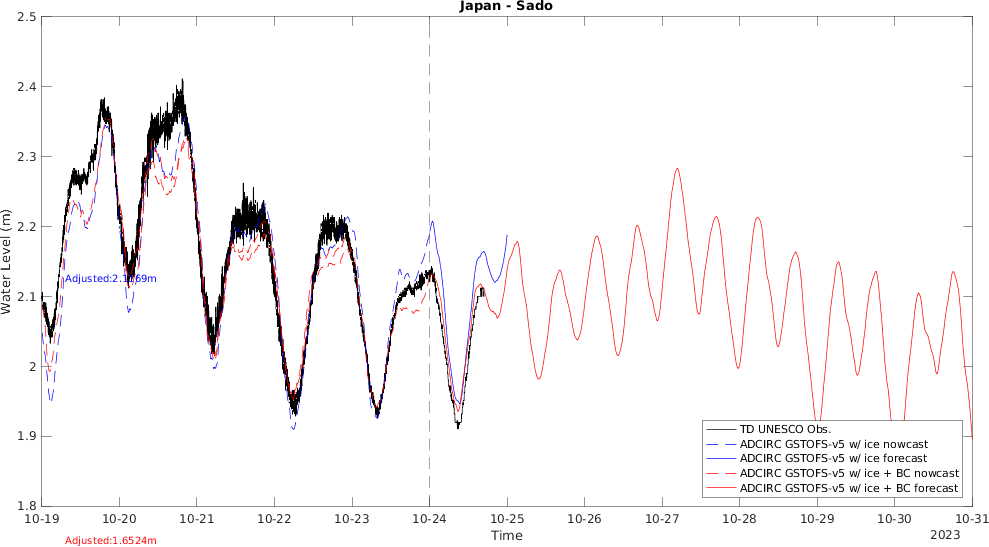 Japan - Sado
2.5
2.4
2.3
2.2
2.1
2
1.9
1.8
Water Level (m)
TD UNESCO Obs.
ADCIRC GSTOFS-v5 w/ ice nowcast
ADCIRC GSTOFS-v5 w/ ice forecast
ADCIRC GSTOFS-v5 w/ ice + BC nowcast
ADCIRC GSTOFS-v5 w/ ice + BC forecast
10-19 10-20 10-21 10-22 10-23 10-24 10-25 10-26 10-27 10-28 10-29 10-30 10-31
Time
2023
Adjusted:1.6524m